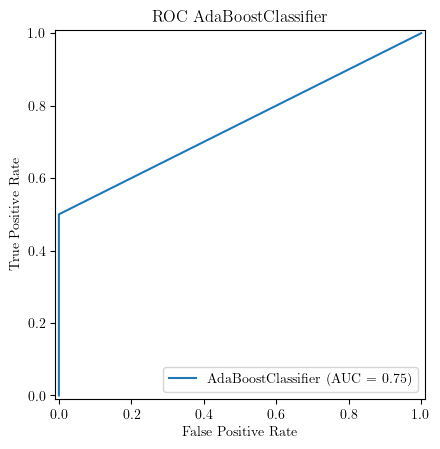 ROC AdaBoostClassifier
1.0
0.8
0.6
0.4
0.2
0.0
True Positive Rate
AdaBoostClassifier (AUC = 0.75)
0.0 0.2 0.4 0.6 0.8 1.0
False Positive Rate